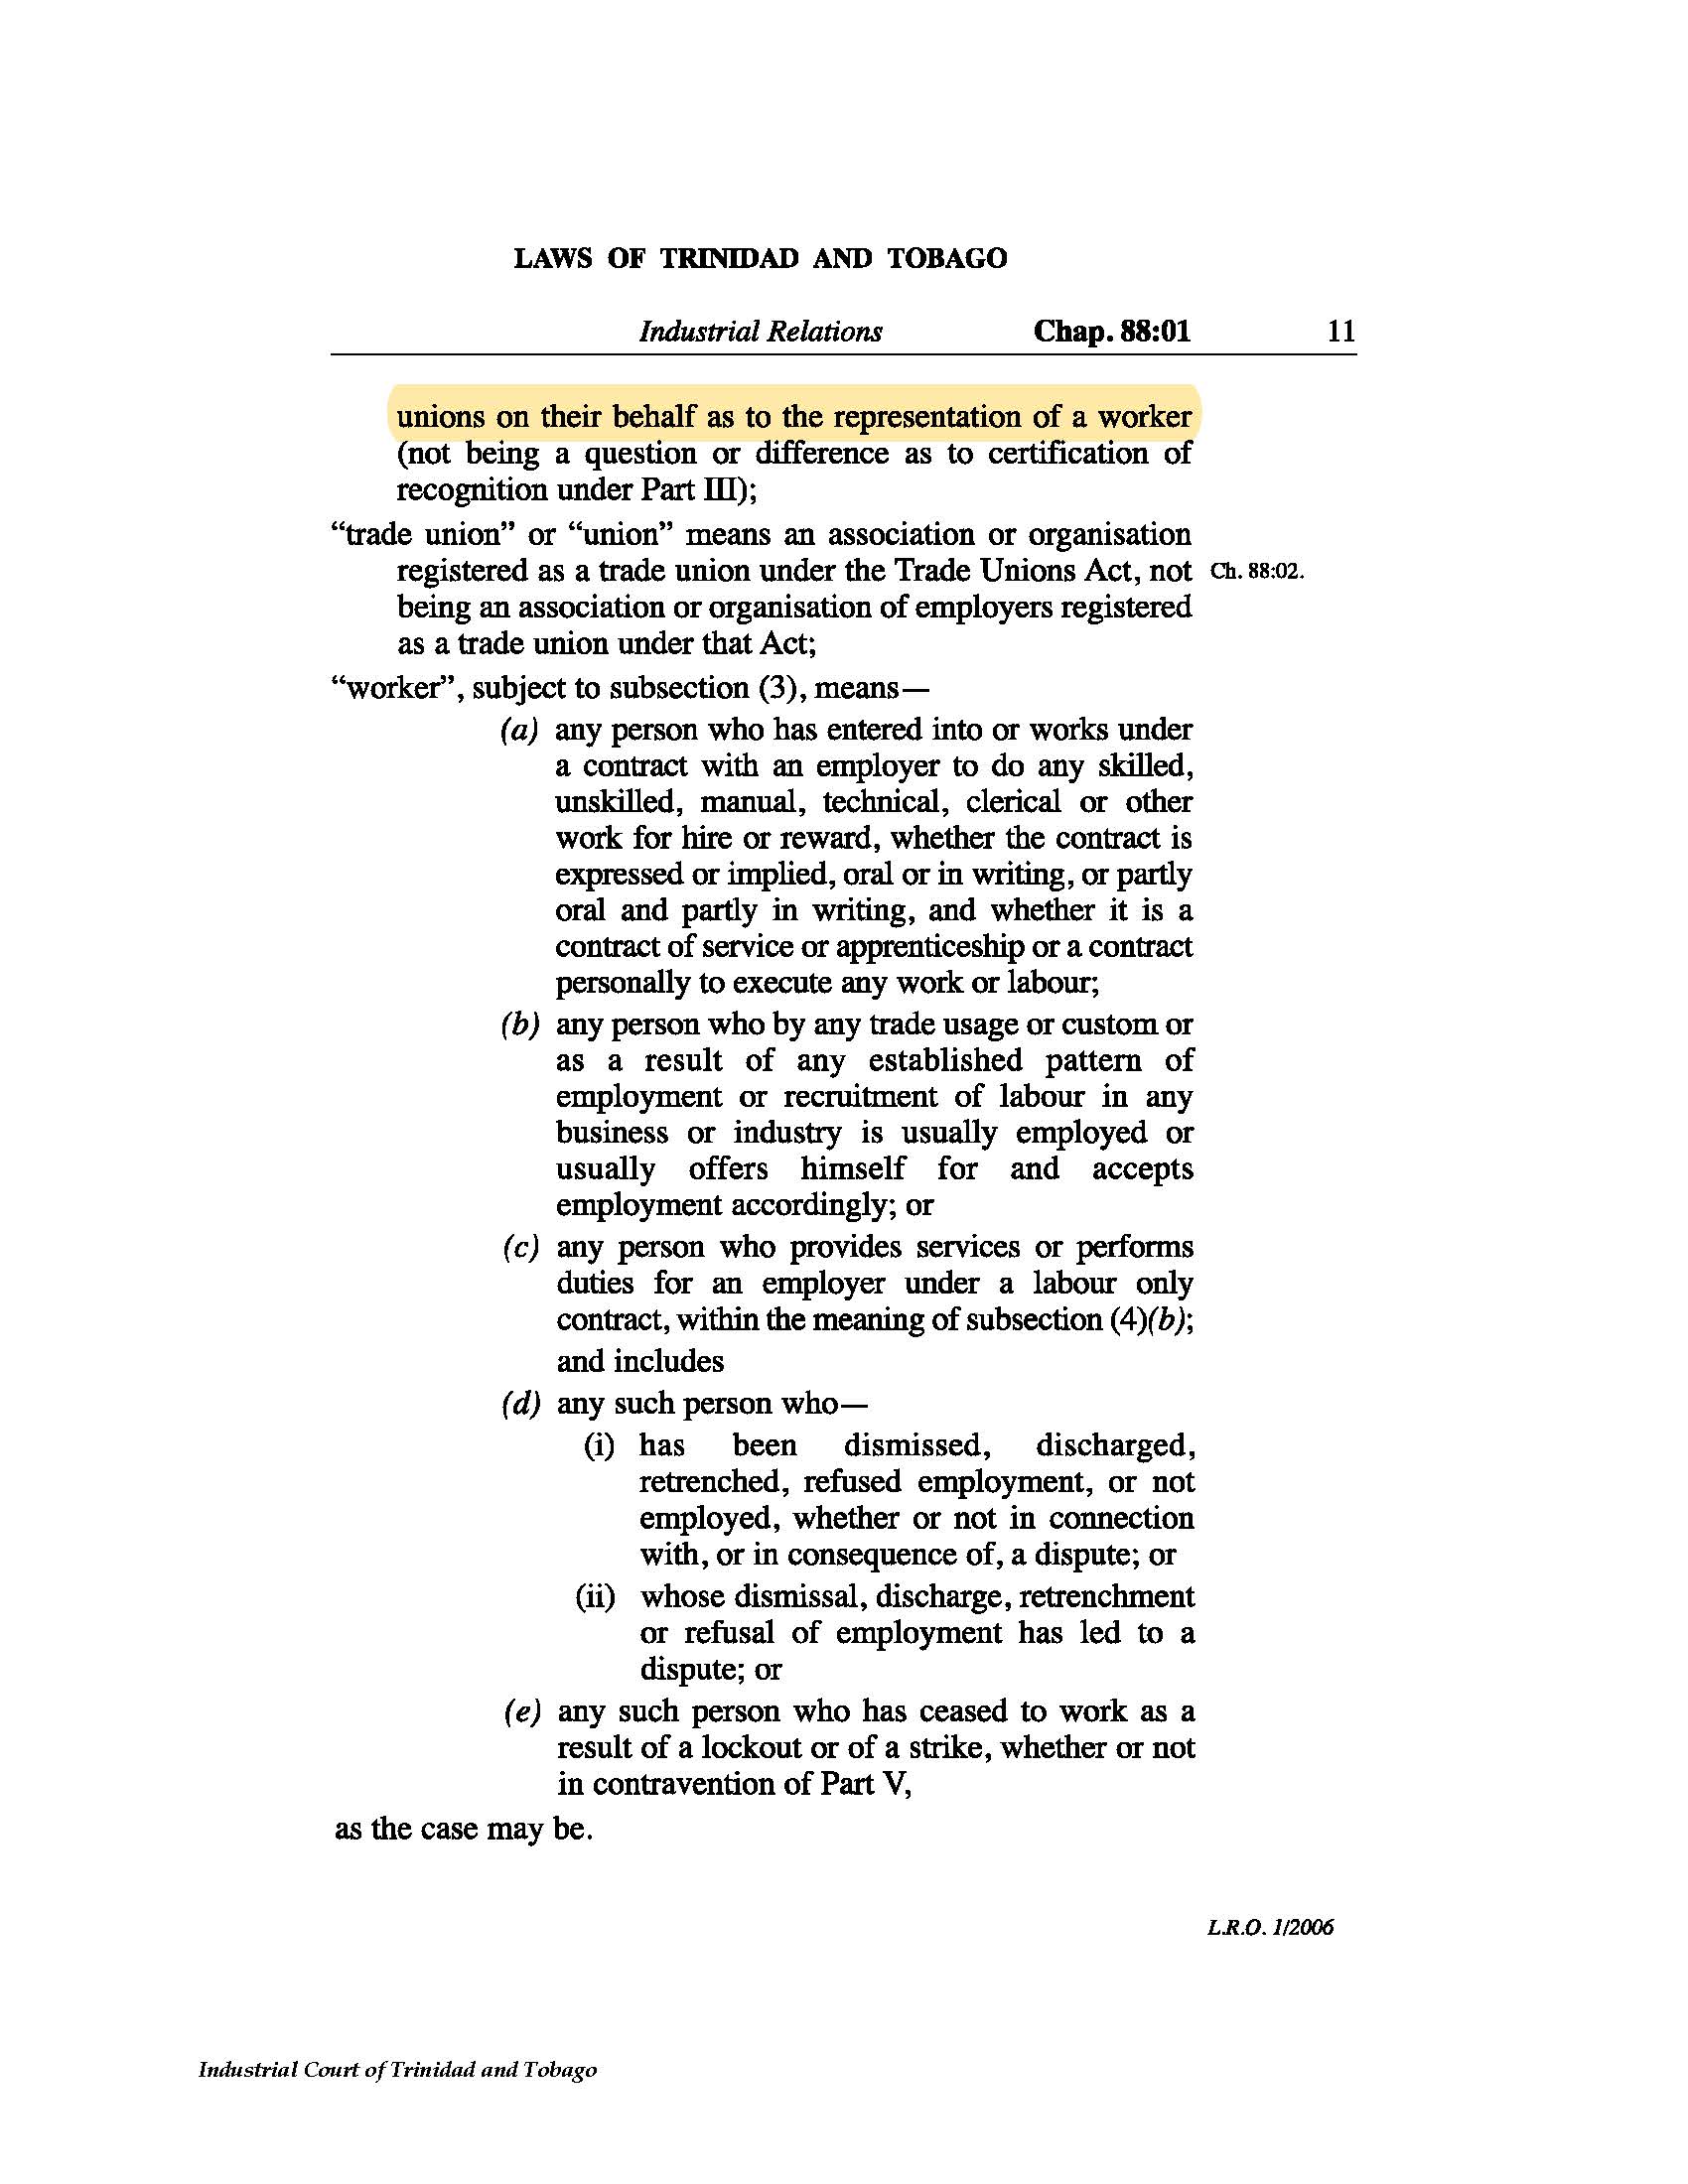 LAWS OF TRINIDAD AND TOBAGO
Industrial Relations Chap. 88:01 11
unions on their behalf as to the representation of a worker
(not being a question or difference as to certification of
recognition under Part III);
“trade union” or “union” means an association or organisation
registered as a trade union under the Trade Unions Act, not Ch. 88:02.
being an association or organisation of employers registered
as a trade union under that Act;
“worker”, subject to subsection (3), means—
(a) any person who has entered into or works under
a contract with an employer to do any skilled,
unskilled, manual, technical, clerical or other
work for hire or reward, whether the contract is
expressed or implied, oral or in writing, or partly
oral and partly in writing, and whether it is a
contract of service or apprenticeship or a contract
personally to execute any work or labour;
(b) any person who by any trade usage or custom or
as a result of any established pattern of
employment or recruitment of labour in any
business or industry is usually employed or
usually offers himself for and accepts
employment accordingly; or
(c) any person who provides services or performs
duties for an employer under a labour only
contract, within the meaning of subsection (4)(b);
and includes
(d) any such person who—
(i) has been dismissed, discharged,
retrenched, refused employment, or not
employed, whether or not in connection
with, or in consequence of, a dispute; or
(ii) whose dismissal, discharge, retrenchment
or refusal of employment has led to a
dispute; or
(e) any such person who has ceased to work as a
result of a lockout or of a strike, whether or not
in contravention of Part V,
as the case may be.
L.R.O. 1/2006
Industrial Court of Trinidad and Tobago